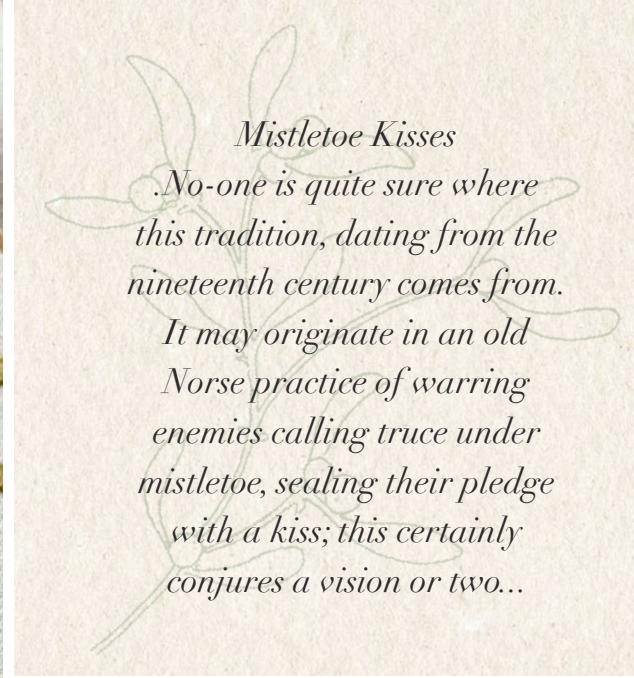 Mistletoe Kisses
.No-one is quite sure where
this tradition, dating from the
nineteenth century comes from.
It may originate in an old
Norse practice of warring
enemies calling truce under
mistletoe, sealing their pledge
with a kiss; this certainly
conjures a vision or two...